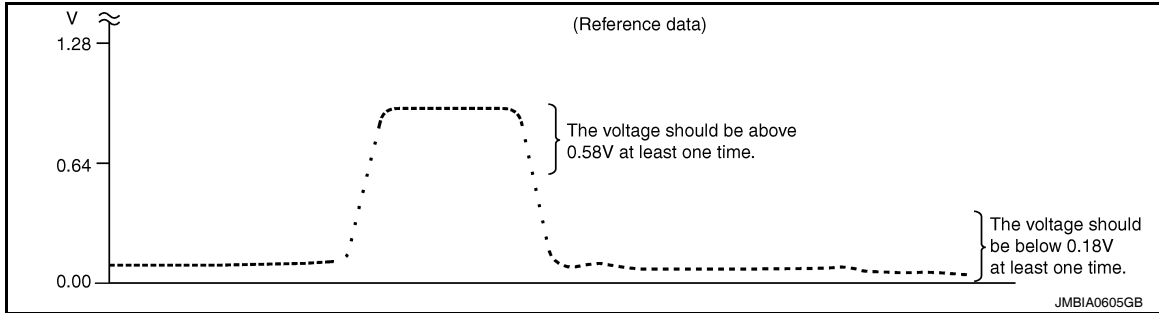 V
(Reference data)
1.28
The voltage should be above
0.58V at least one time.
0.64
The voltage should
be below 0.18V
at least one time.
0.00
JMBIA0605GB